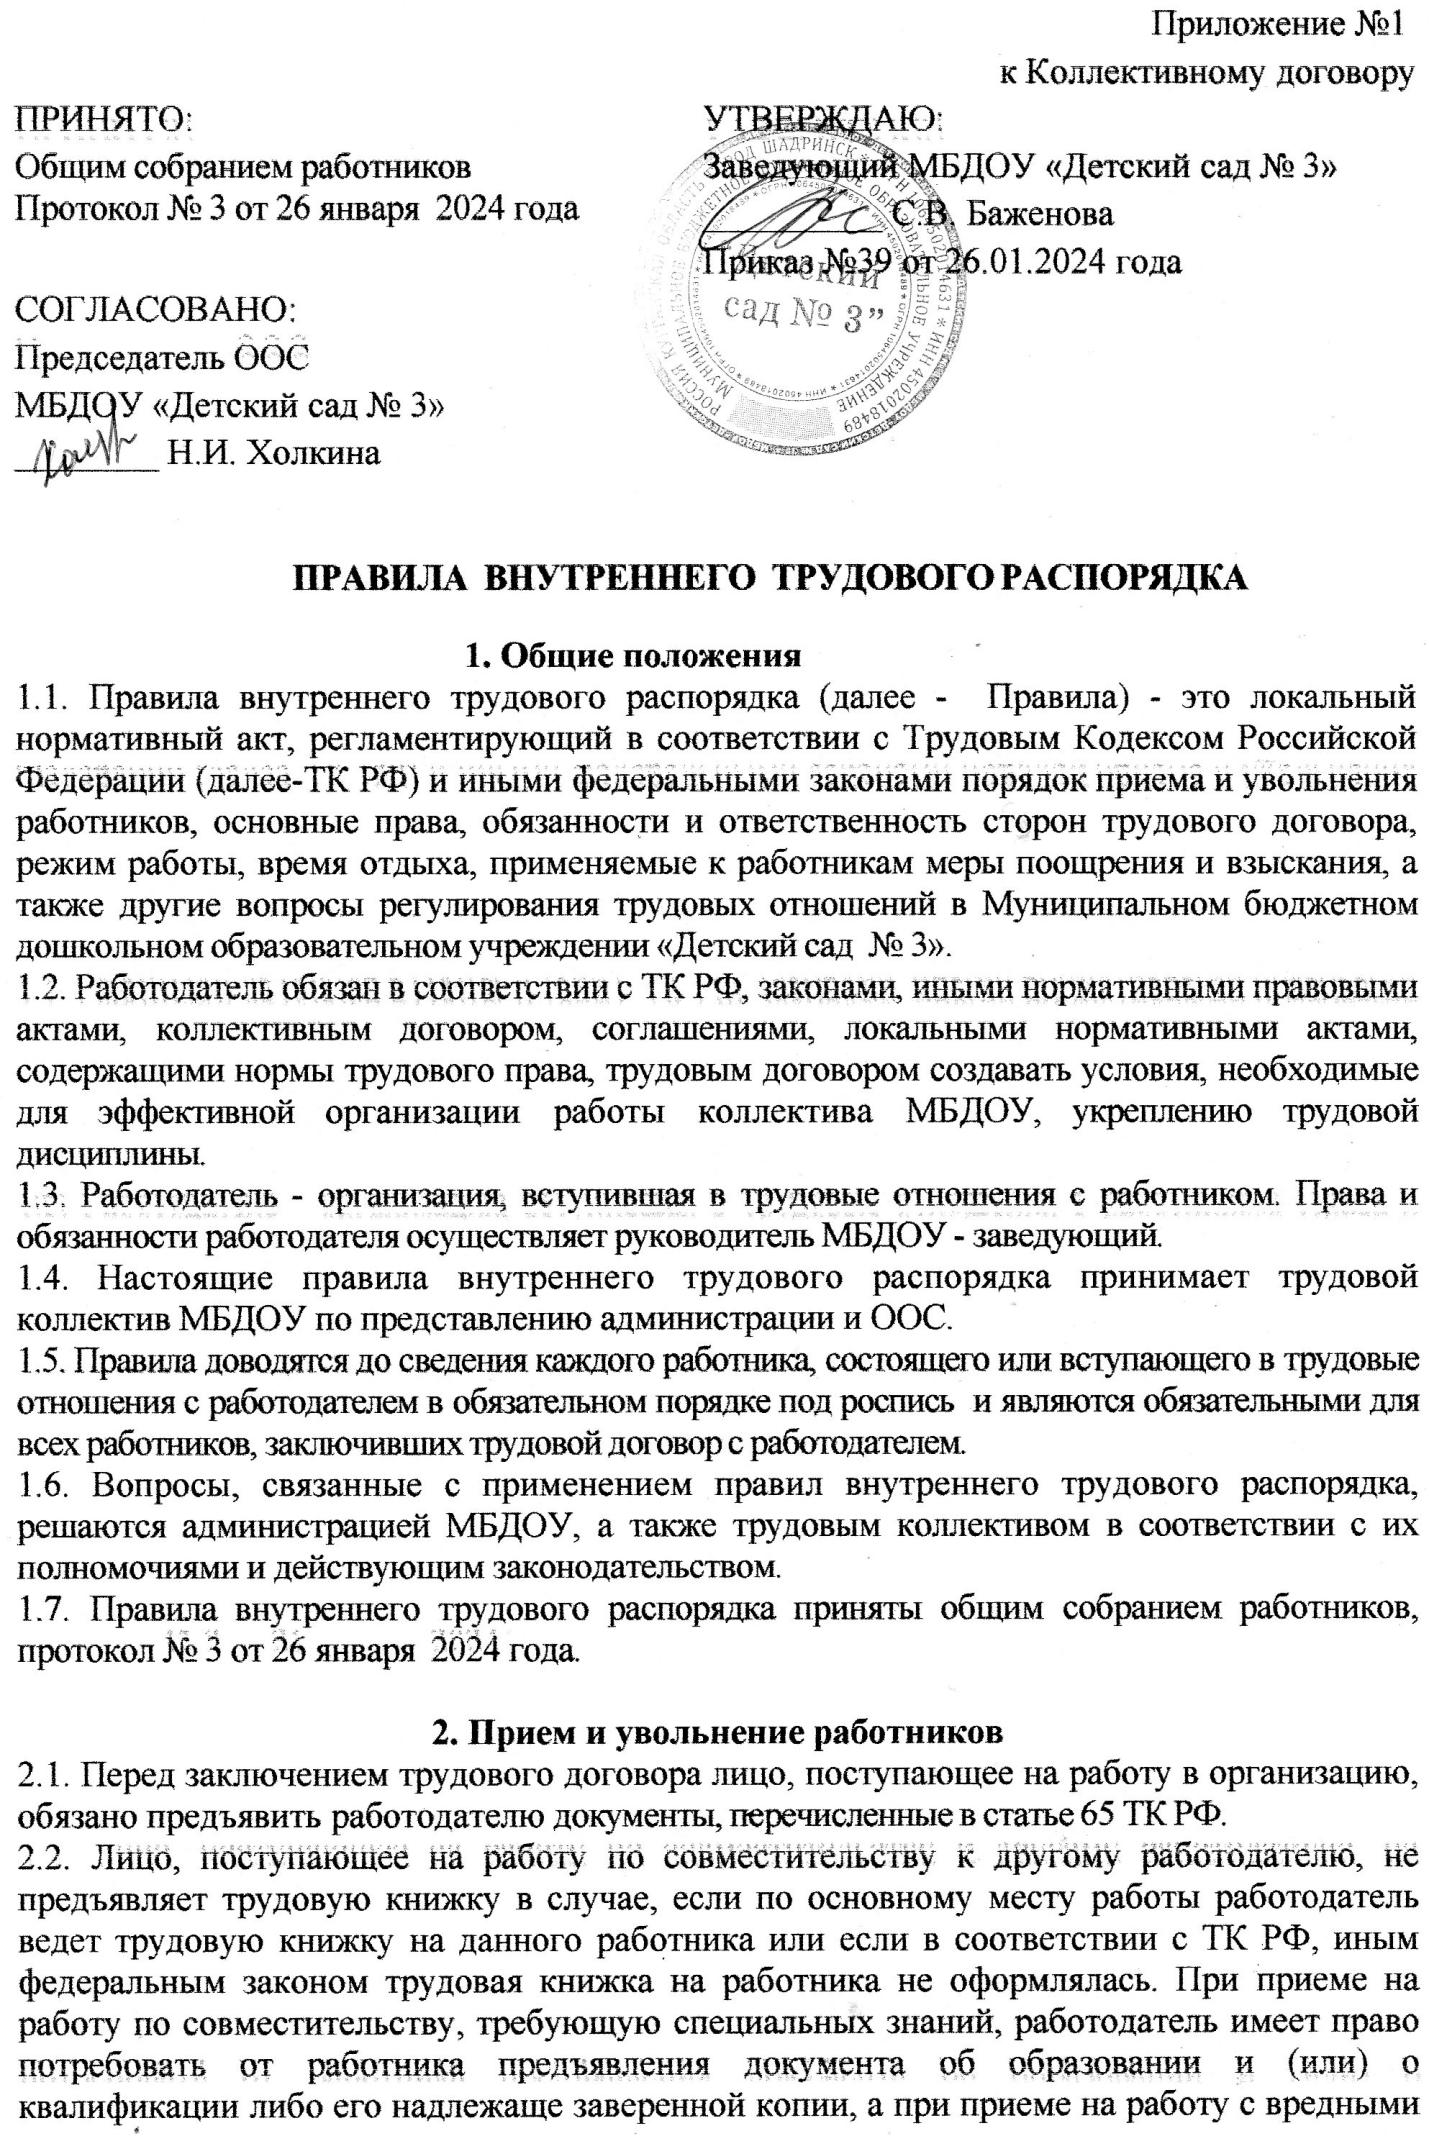 Приложение №1
к Коллективному договору
ПРИНЯТО:
Общим собранием работников
Протокол № 3 от 26 января 2024 года
СОГЛАСОВАНО:
Председатель ООС
МБДОУ «Детский сад № 3»
Н.И. Холкина
УТВЕРЖДАЮ:
Заведующий МБДОУ «Детский сад № 3»
С.В. Баженова
Приказ №39 от 26.01.2024 года
"Детский
сад № 3"
ПРАВИЛА ВНУТРЕННЕГО ТРУДОВОГО РАСПОРЯДКА
1. Общие положения
1.1. Правила внутреннего трудового распорядка (далее - Правила) - это локальный
нормативный акт, регламентирующий в соответствии с Трудовым Кодексом Российской
Федерации (далее-ТК РФ) и иными федеральными законами порядок приема и увольнения
работников, основные права, обязанности и ответственность сторон трудового договора,
режим работы, время отдыха, применяемые к работникам меры поощрения и взыскания, а
также другие вопросы регулирования трудовых отношений в Муниципальном бюджетном
дошкольном образовательном учреждении «Детский сад № 3».
1.2. Работодатель обязан в соответствии с ТК РФ, законами, иными нормативными правовыми
актами, коллективным договором, соглашениями, локальными нормативными актами,
содержащими нормы трудового права, трудовым договором создавать условия, необходимые
для эффективной организации работы коллектива МБДОУ, укреплению трудовой
дисциплины.
1.3. Работодатель - организация, вступившая в трудовые отношения с работником. Права и
обязанности работодателя осуществляет руководитель МБДОУ - заведующий.
1.4. Настоящие правила внутреннего трудового распорядка принимает трудовой
коллектив МБДОУ по представлению администрации и ООС.
1.5. Правила доводятся до сведения каждого работника, состоящего или вступающего в трудовые
отношения с работодателем в обязательном порядке под роспись и являются обязательными для
всех работников, заключивших трудовой договор с работодателем.
1.6. Вопросы, связанные с применением правил внутреннего трудового распорядка,
решаются администрацией МБДОУ, а также трудовым коллективом в соответствии с их
полномочиями и действующим законодательством.
1.7. Правила внутреннего трудового распорядка приняты общим собранием работников,
протокол № 3 от 26 января 2024 года.
2. Прием и увольнение работников
2.1. Перед заключением трудового договора лицо, поступающее на работу в организацию,
обязано предъявить работодателю документы, перечисленные в статье 65 ТК РФ.
2.2. Лицо, поступающее на работу по совместительству к другому работодателю, не
предъявляет трудовую книжку в случае, если по основному месту работы работодатель
ведет трудовую книжку на данного работника или если в соответствии с ТК РФ, иным
федеральным законом трудовая книжка на работника не оформлялась. При приеме на
работу по совместительству, требующую специальных знаний, работодатель имеет право
потребовать от работника предъявления документа об образовании и (или) о
квалификации либо его надлежаще заверенной копии, а при приеме на работу с вредными